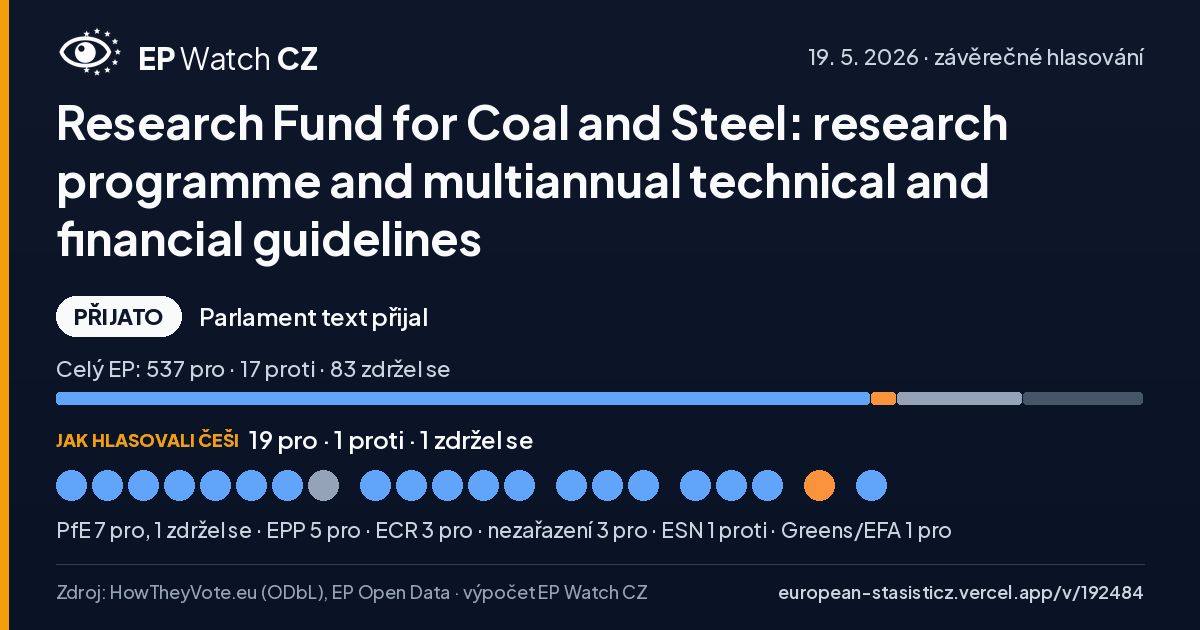 EP Watch CZ
19. 5. 2026 · závěrečné hlasování
Research Fund for Coal and Steel: research
programme and multiannual technical and
financial guidelines
PŘIJATO Parlament text přijal
Celý EP: 537 pro · 17 proti · 83 zdržel se
JAK HLASOVALI ČEŠI 19 pro · 1 proti · 1 zdržel se
PfE 7 pro, 1 zdržel se · EPP 5 pro · ECR 3 pro · nezařazení 3 pro · ESN 1 proti · Greens/EFA 1 pro
Zdroj: HowTheyVote.eu (ODbL), EP Open Data · výpočet EP Watch CZ
european-stasisticz.vercel.app/v/192484